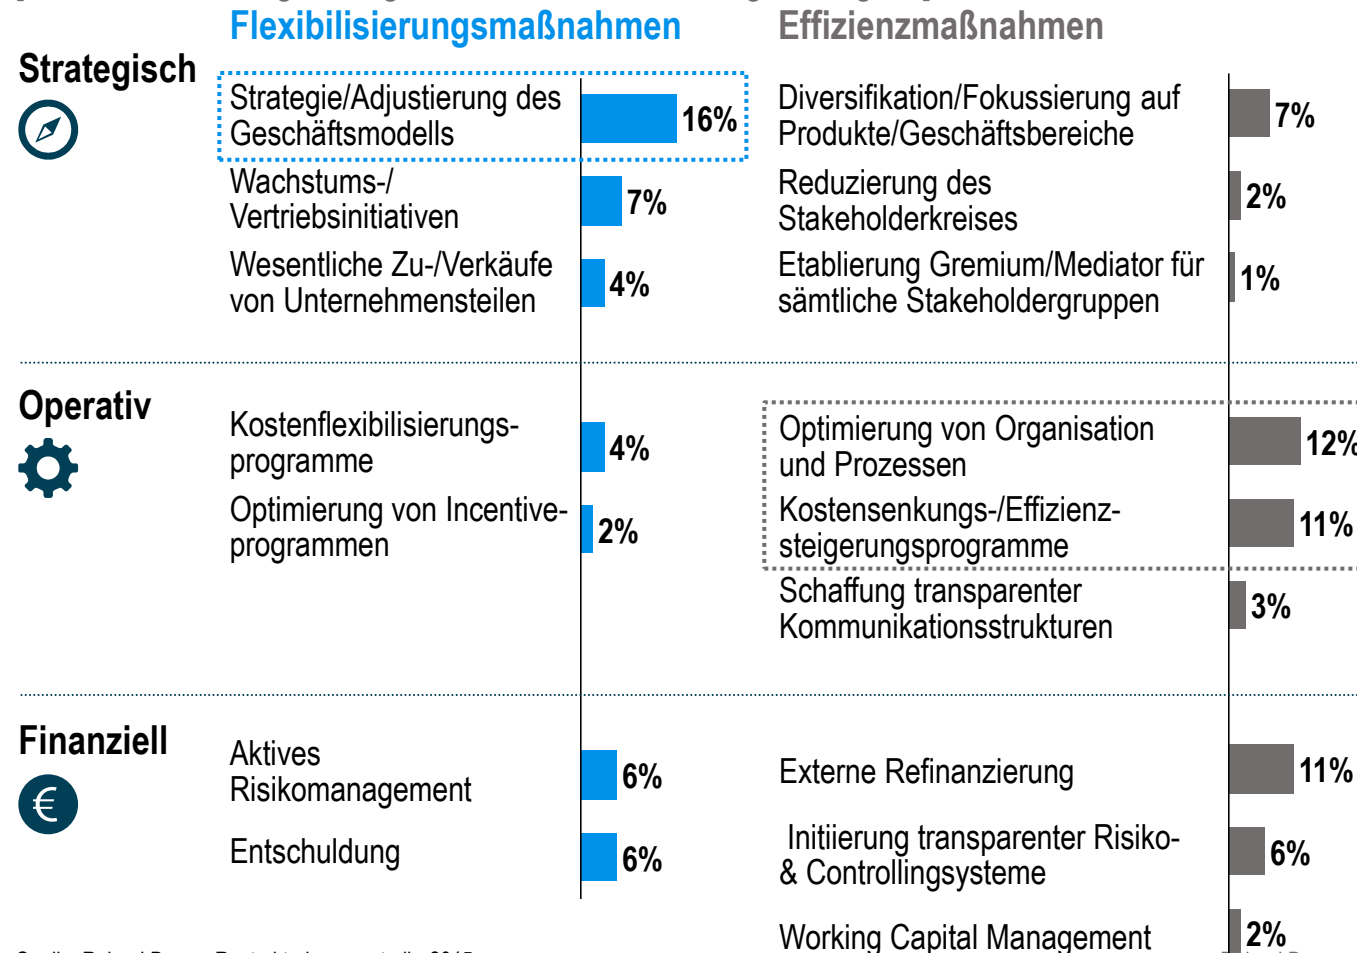 Flexibilisierungsmaßnahmen
Effizienzmaßnahmen
Strategisch
Strategie/Adjustierung des
Geschäftsmodells
16%
Wachstums-/
Vertriebsinitiativen
7%
Wesentliche Zu-/Verkäufe
von Unternehmensteilen
4%
Diversifikation/Fokussierung auf
Produkte/Geschäftsbereiche
7%
Reduzierung des
Stakeholderkreises
2%
Etablierung Gremium/Mediator für
sämtliche Stakeholdergruppen
1%
Operativ
Kostenflexibilisierungs-
programme
4%
Optimierung von Incentive-
programmen
2%
Optimierung von Organisation
und Prozessen
12%
Kostensenkungs-/Effizienz-
steigerungsprogramme
11%
Schaffung transparenter
Kommunikationsstrukturen
3%
Finanziell
€
Aktives
Risikomanagement
6%
Entschuldung
6%
Externe Refinanzierung
11%
Initiierung transparenter Risiko-
& Controllingsysteme
6%
Working Capital Management
2%